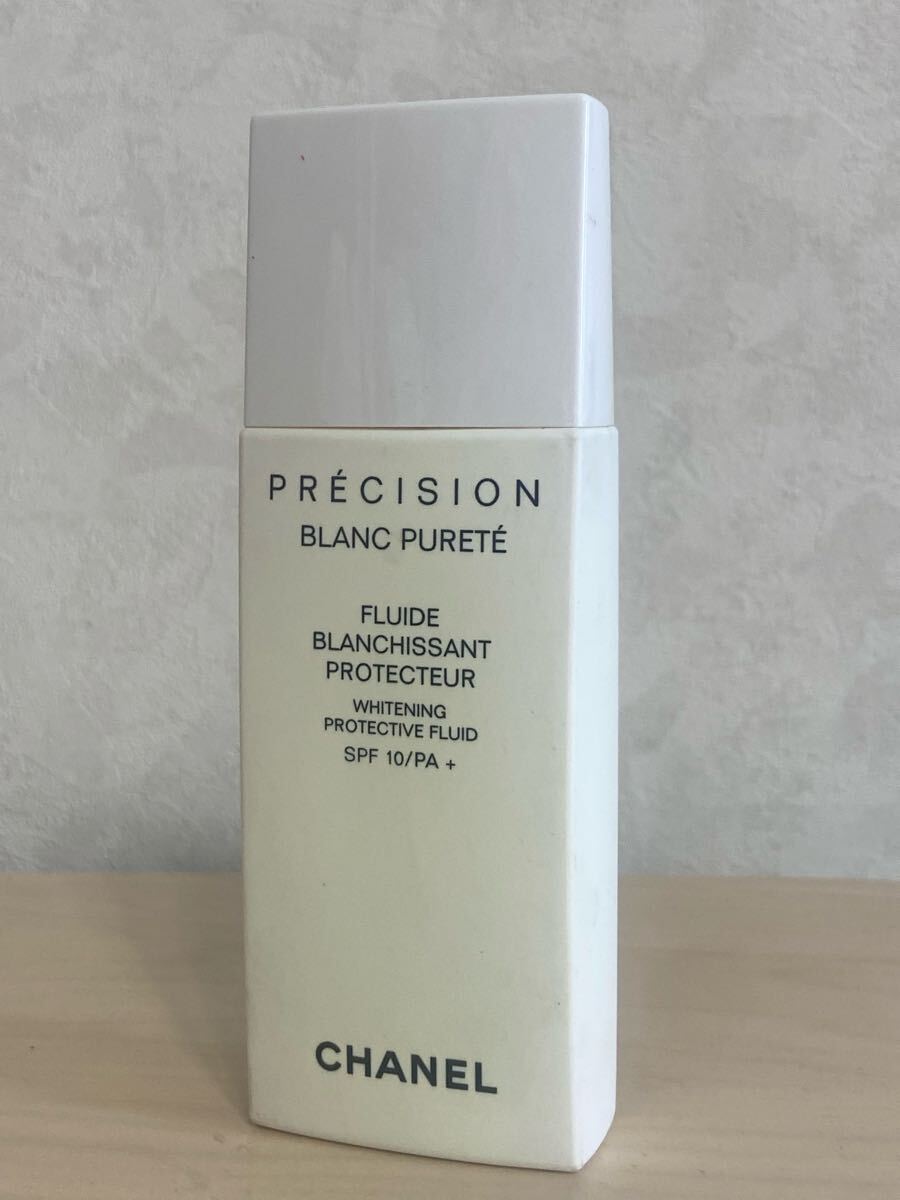 PRÉCISION
BLANC PURETÉ
FLUIDE
BLANCHISSANT
PROTECTEUR
WHITENING
PROTECTIVE FLUID
SPF 10/PA +
CHANEL